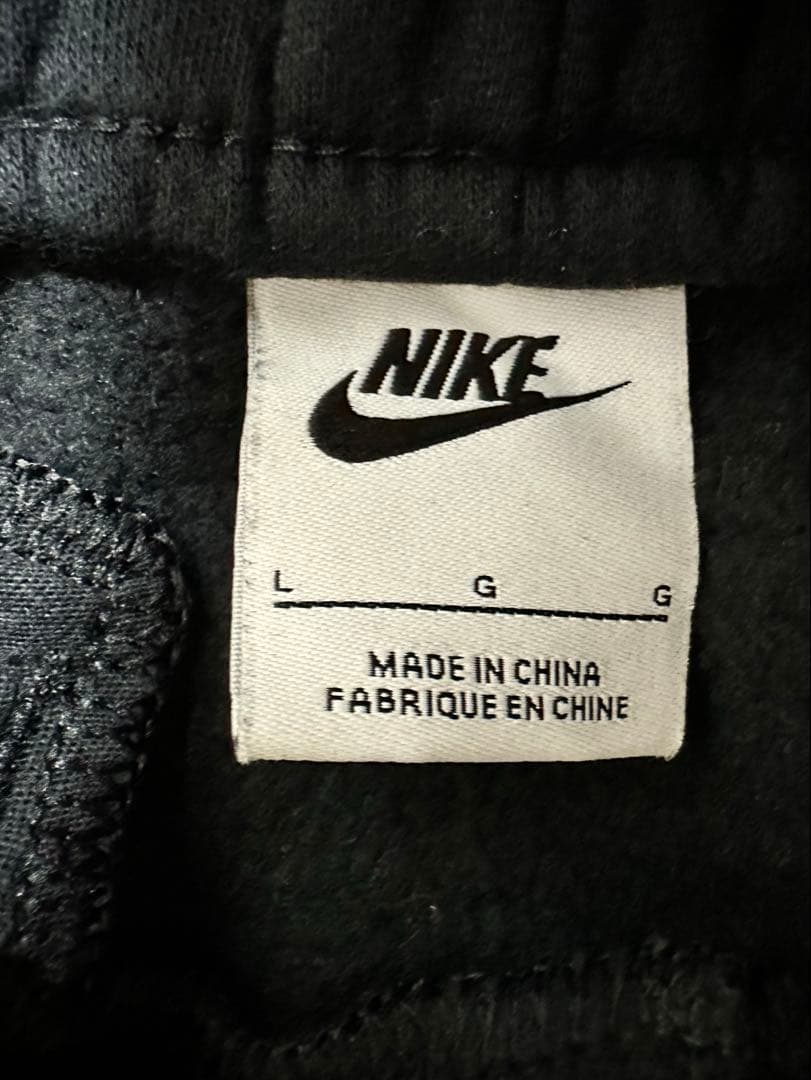 NIKE
L G G
MADE IN CHINA
FABRIQUE EN CHINE